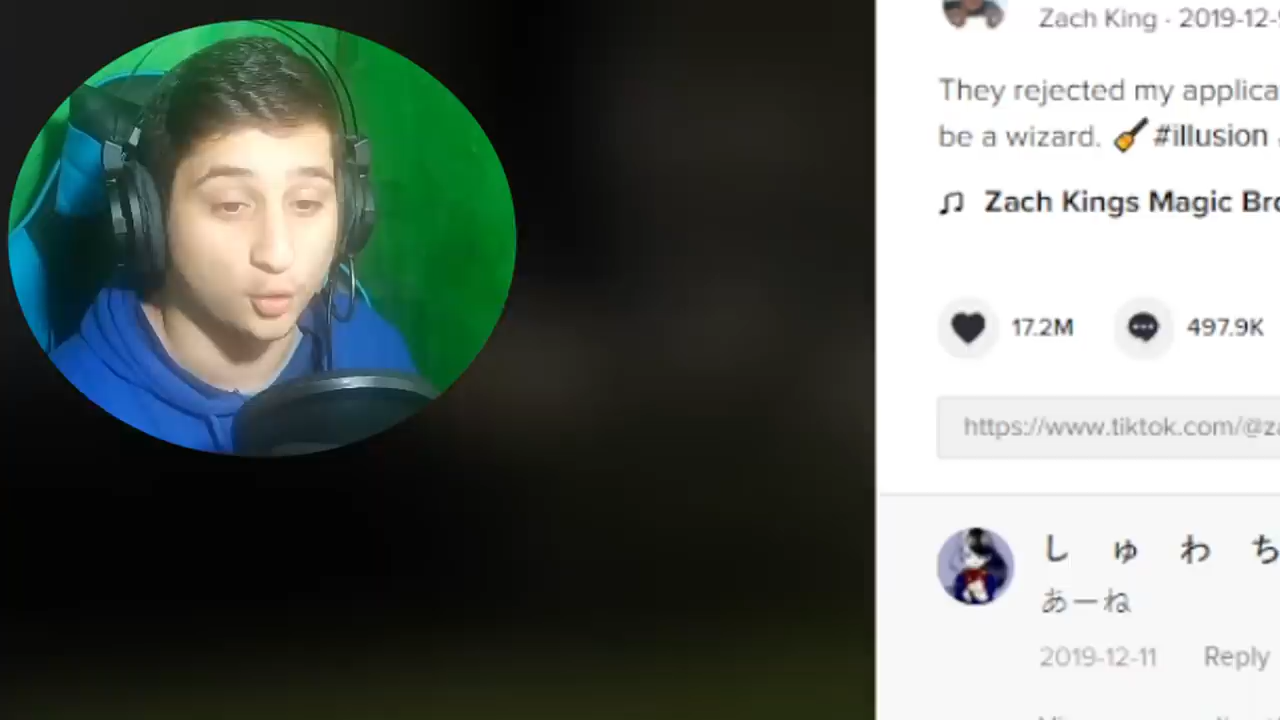 Zach King · 2019-12-
They rejected my applica
be a wizard. 🧹 #illusion
♫ Zach Kings Magic Bro
17.2M 497.9K
https://www.tiktok.com/@za
し ゅ わ ち
あーね
2019-12-11 Reply